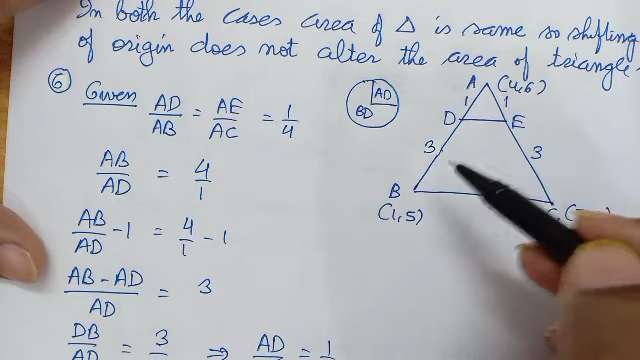 In both the cases area of Δ is same so shifting
of origin does not alter the area of triangle.
⑥ Given AD/AB = AE/AC = 1/4
AB/AD = 4/1
AB/AD - 1 = 4/1 - 1
AB - AD/AD = 3
DB/AD = 3/ ⇒ AD/ = 1/
AD
BD
A (4,6)
1 1
D E
3 3
B
(1,5)
C